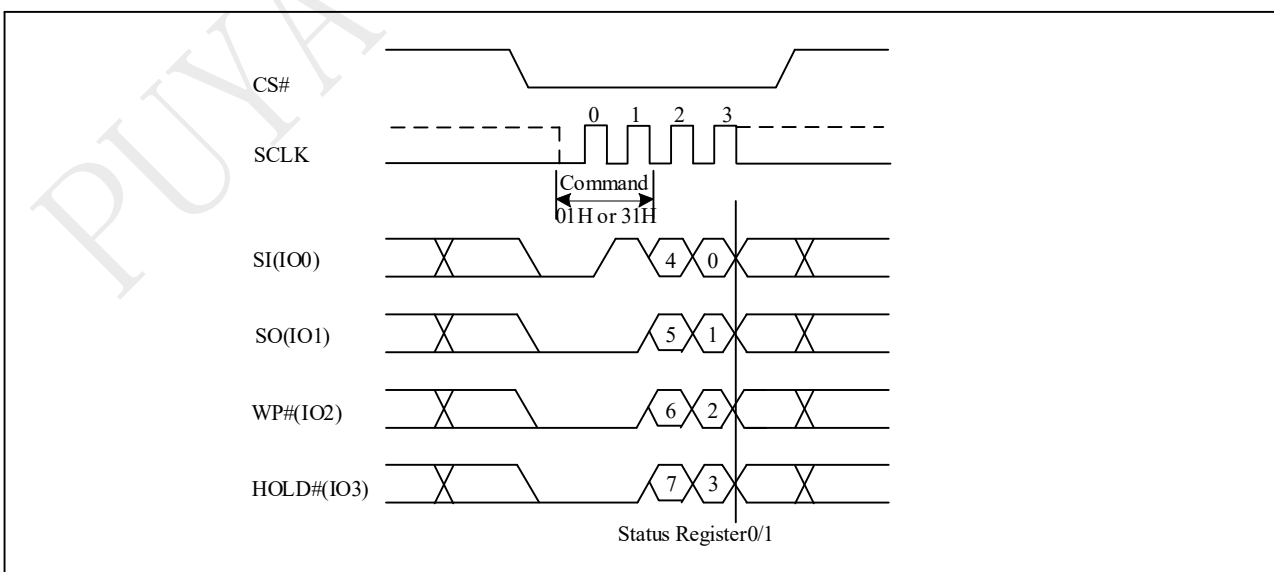 PUYA
CS#
0 1 2 3
SCLK
Command
01H or 31H
SI(IO0) 4 0
SO(IO1) 5 1
WP#(IO2) 6 2
HOLD#(IO3) 7 3
Status Register0/1